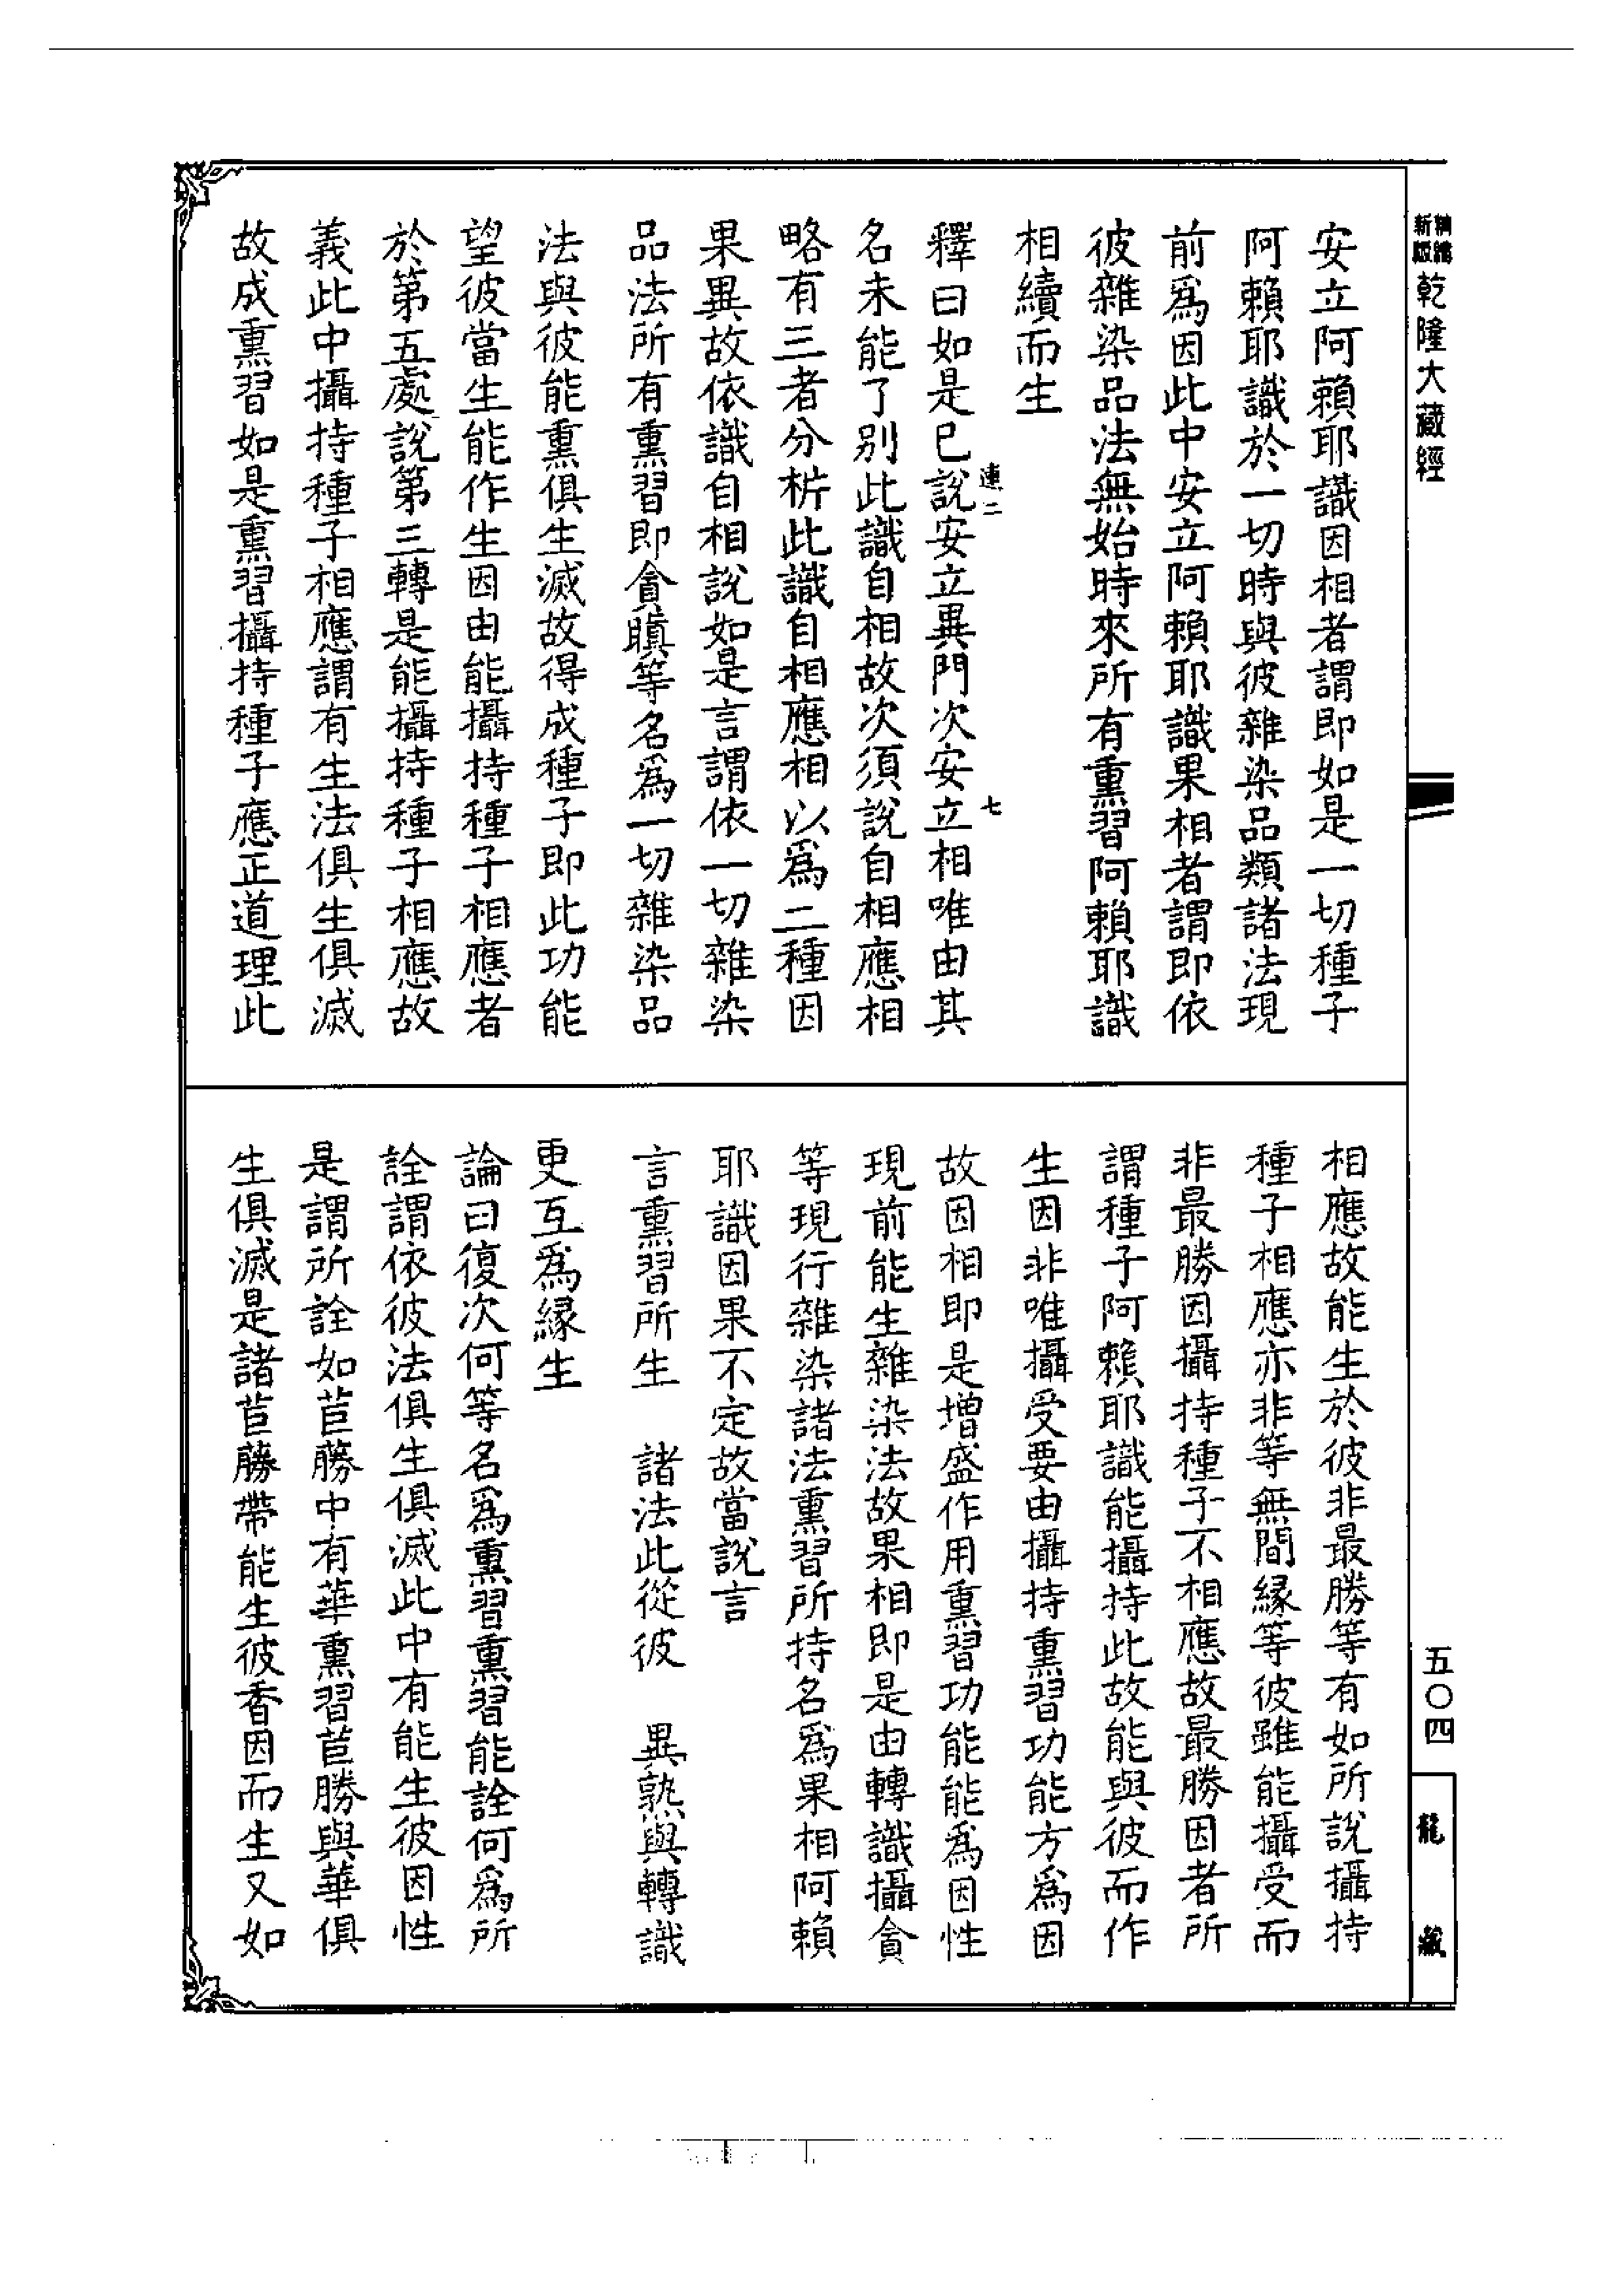 新編縮版
乾隆大藏經
安立阿賴耶識因相者謂即如是一切種子
阿賴耶識於一切時與彼雜染品類諸法現
前爲因此中安立阿賴耶識果相者謂即依
彼雜染品法無始時來所有熏習阿賴耶識
相續而生
連二
七
釋曰如是已說安立異門次安立相唯由其
名未能了別此識自相故次須說自相應相
略有三者分析此識自相應相以爲二種因
果異故依識自相說如是言謂依一切雜染
品法所有熏習即貪瞋等名爲一切雜染品
法與彼能熏俱生滅故得成種子即此功能
望彼當生能作生因由能攝持種子相應者
於第五處說第三轉是能攝持種子相應故
義此中攝持種子相應謂有生法俱生俱滅
故成熏習如是熏習攝持種子應正道理此
相應故能生於彼非最勝等有如所說攝持
種子相應亦非等無間緣等彼雖能攝受而
非最勝因攝持種子不相應故最勝因者所
謂種子阿賴耶識能攝持此故能與彼而作
生因非唯攝受要由攝持熏習功能方爲因
故因相即是增盛作用熏習功能能爲因性
現前能生雜染法故果相即是由轉識攝貪
等現行雜染諸法熏習所持名爲果相阿賴
耶識因果不定故當說言
言熏習所生　諸法此從彼　異熟與轉識
更互爲緣生
論曰復次何等名爲熏習熏習能詮何爲所
詮謂依彼法俱生俱滅此中有能生彼因性
是謂所詮如苣蕂中有華熏習苣勝與華俱
生俱滅是諸苣蕂帶能生彼香因而生又如
五〇四
龍藏